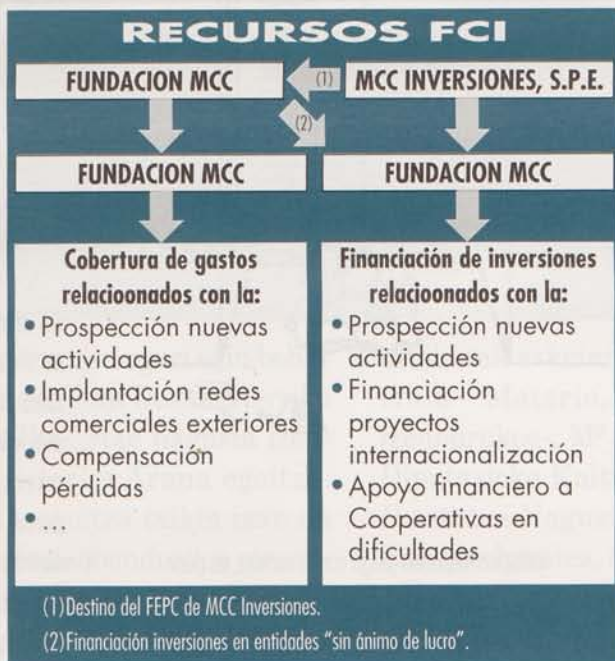 RECURSOS FCI
FUNDACION MCC
(1)
MCC INVERSIONES, S.P.E.
(2)
FUNDACION MCC
FUNDACION MCC
Cobertura de gastos
relacioonados con la:
• Prospección nuevas
actividades
• Implantación redes
comerciales exteriores
• Compensación
pérdidas
• ...
Financiación de inversiones
relacioonados con la:
• Prospección nuevas
actividades
• Financiación
proyectos
internacionalización
• Apoyo financiero a
Cooperativas en
dificultades
(1)Destino del FEPC de MCC Inversiones.
(2)Financiación inversiones en entidades "sin ánimo de lucro".